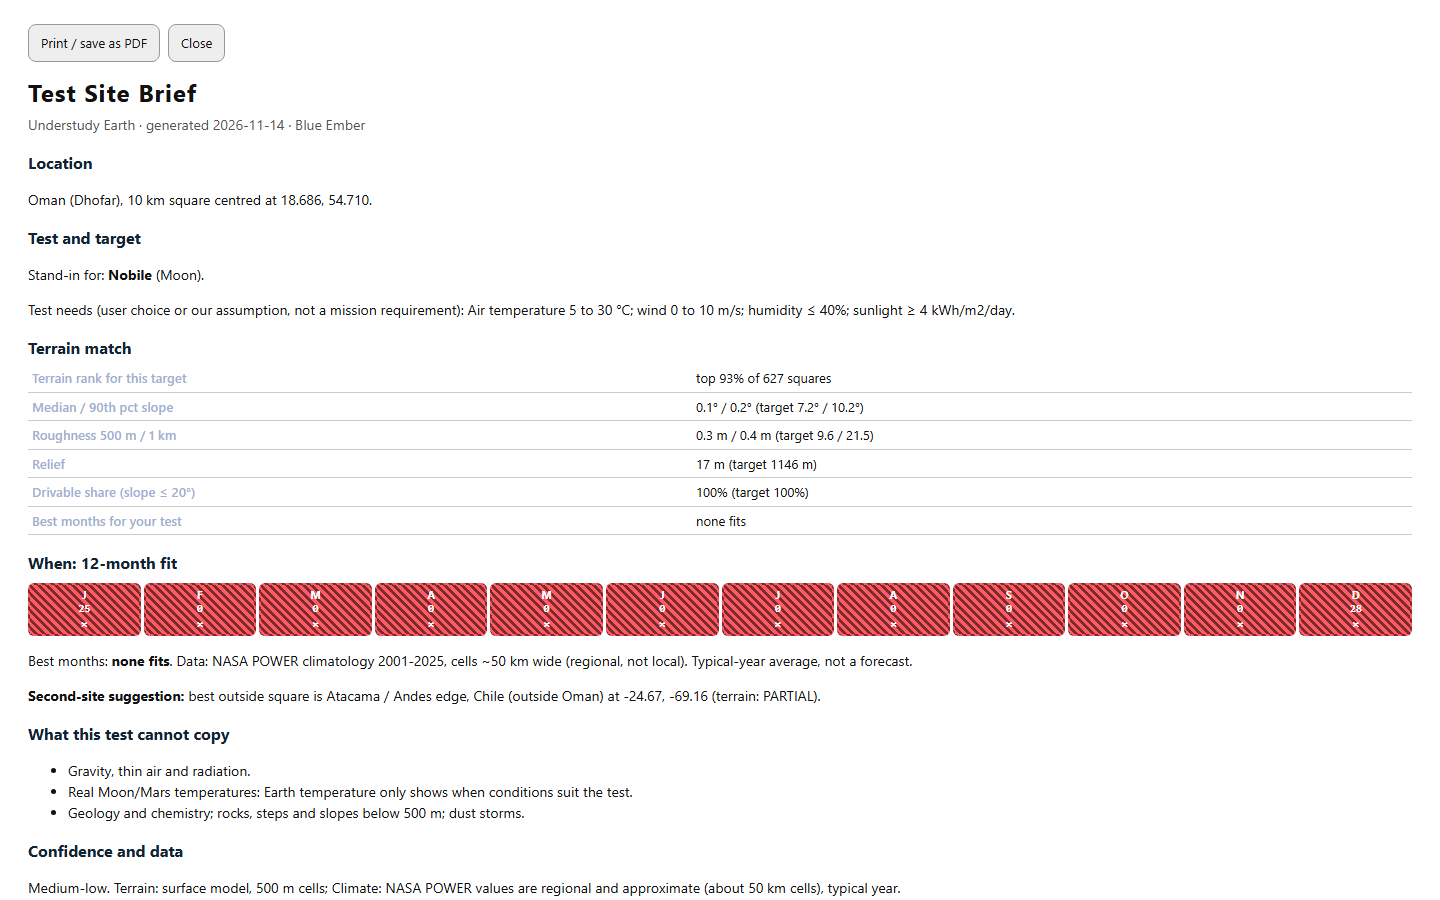 Print / save as PDF
Close
Test Site Brief
Understudy Earth · generated 2026-11-14 · Blue Ember
Location
Oman (Dhofar), 10 km square centred at 18.686, 54.710.
Test and target
Stand-in for: Nobile (Moon).
Test needs (user choice or our assumption, not a mission requirement): Air temperature 5 to 30 °C; wind 0 to 10 m/s; humidity ≤ 40%; sunlight ≥ 4 kWh/m2/day.
Terrain match
Terrain rank for this target top 93% of 627 squares
Median / 90th pct slope 0.1° / 0.2° (target 7.2° / 10.2°)
Roughness 500 m / 1 km 0.3 m / 0.4 m (target 9.6 / 21.5)
Relief 17 m (target 1146 m)
Drivable share (slope ≤ 20°) 100% (target 100%)
Best months for your test none fits
When: 12-month fit
J F M A M J J A S O N D
25 0 0 0 0 0 0 0 0 0 0 28
× × × × × × × × × × × ×
Best months: none fits. Data: NASA POWER climatology 2001-2025, cells ~50 km wide (regional, not local). Typical-year average, not a forecast.
Second-site suggestion: best outside square is Atacama / Andes edge, Chile (outside Oman) at -24.67, -69.16 (terrain: PARTIAL).
What this test cannot copy
• Gravity, thin air and radiation.
• Real Moon/Mars temperatures: Earth temperature only shows when conditions suit the test.
• Geology and chemistry; rocks, steps and slopes below 500 m; dust storms.
Confidence and data
Medium-low. Terrain: surface model, 500 m cells; Climate: NASA POWER values are regional and approximate (about 50 km cells), typical year.